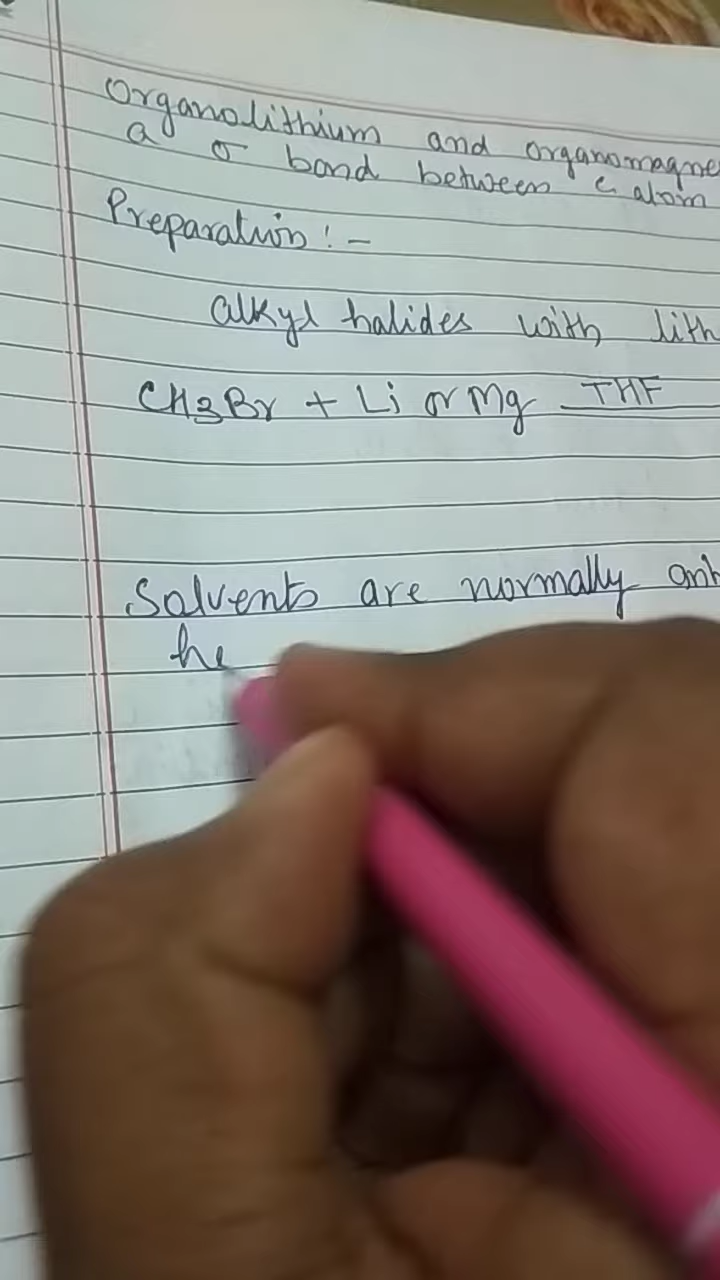 Organolithium and organomagne
a σ bond between c atom
Preparation :-
alkyl halides with lith
CH3Br + Li or Mg THF
Solvents are normally anh
he